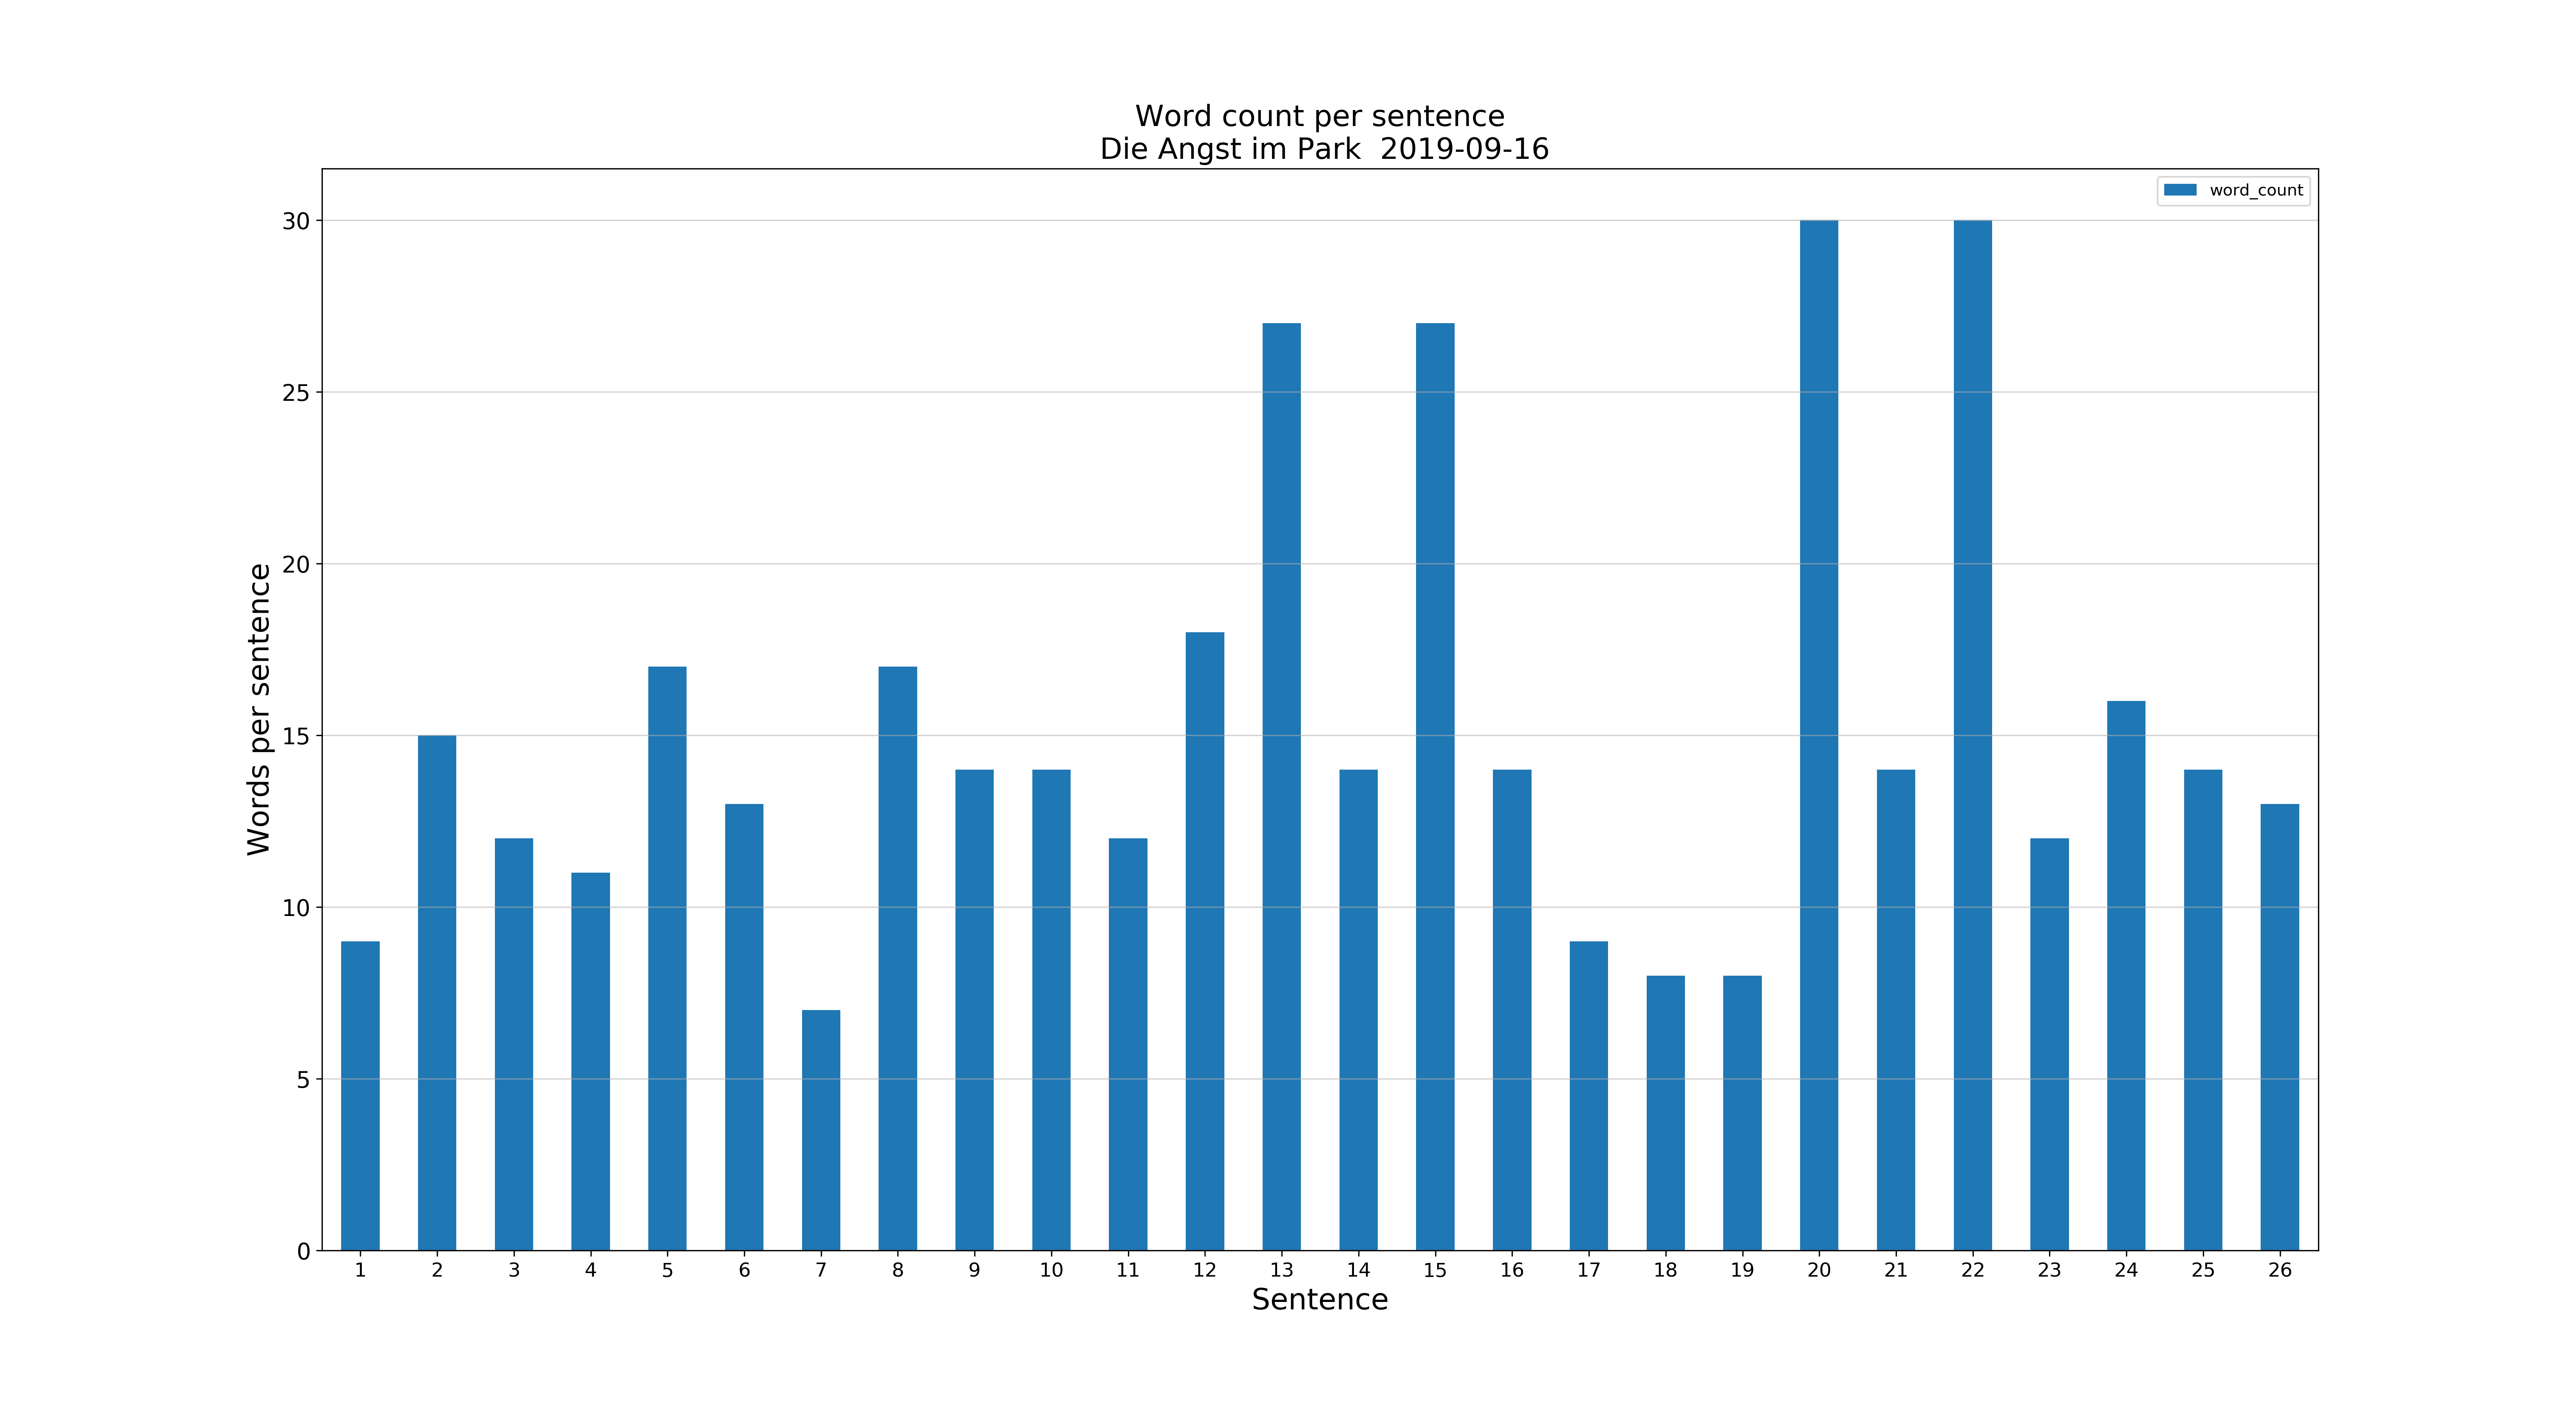 Word count per sentence
Die Angst im Park  2019-09-16
word_count
Words per sentence
30
25
20
15
10
5
0
1 2 3 4 5 6 7 8 9 10 11 12 13 14 15 16 17 18 19 20 21 22 23 24 25 26
Sentence